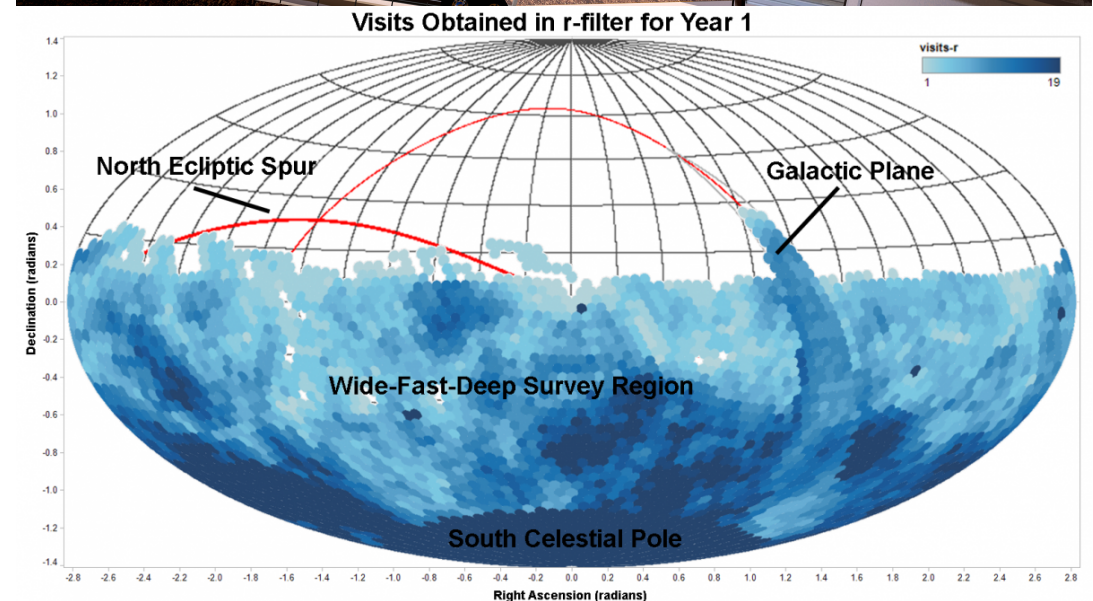 Visits Obtained in r-filter for Year 1
visits-r
1 19
North Ecliptic Spur
Galactic Plane
Wide-Fast-Deep Survey Region
South Celestial Pole
Declination (radians)
1.4
1.2
1.0
0.8
0.6
0.4
0.2
0.0
-0.2
-0.4
-0.6
-0.8
-1.0
-1.2
-1.4
-2.8 -2.6 -2.4 -2.2 -2.0 -1.8 -1.6 -1.4 -1.2 -1.0 -0.8 -0.6 -0.4 -0.2 0.0 0.2 0.4 0.6 0.8 1.0 1.2 1.4 1.6 1.8 2.0 2.2 2.4 2.6 2.8
Right Ascension (radians)